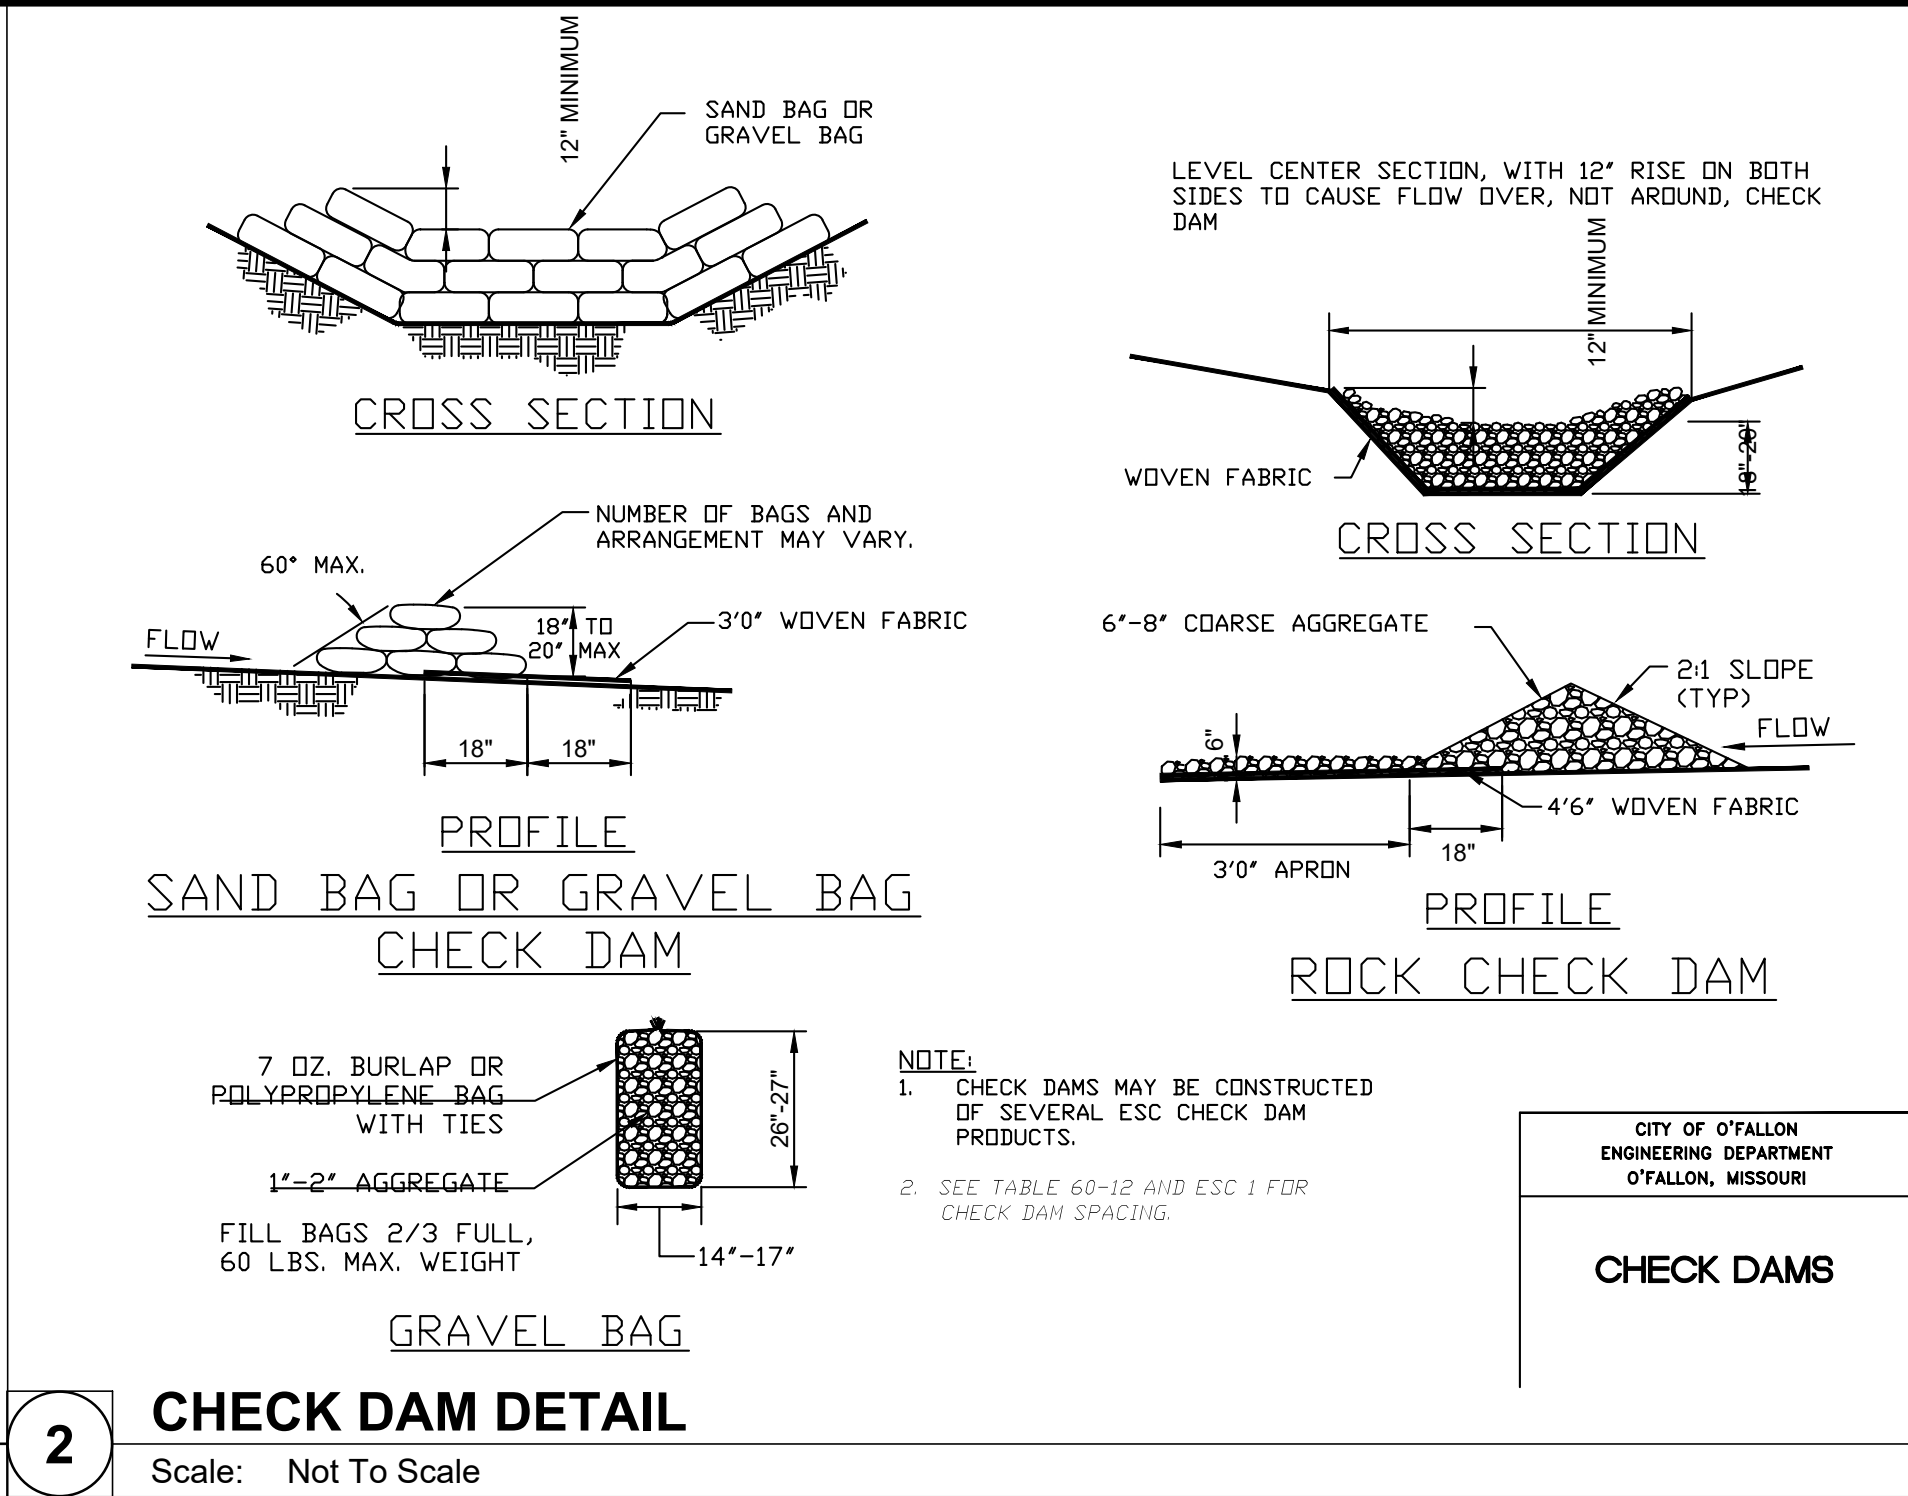 12" MINIMUM
SAND BAG OR
GRAVEL BAG
CROSS SECTION
LEVEL CENTER SECTION, WITH 12" RISE ON BOTH
SIDES TO CAUSE FLOW OVER, NOT AROUND, CHECK
DAM
12" MINIMUM
WOVEN FABRIC
18"-20"
CROSS SECTION
NUMBER OF BAGS AND
ARRANGEMENT MAY VARY.
60° MAX.
FLOW
18" TO
20" MAX
3'0" WOVEN FABRIC
18"
18"
PROFILE
SAND BAG OR GRAVEL BAG
CHECK DAM
6"-8" COARSE AGGREGATE
2:1 SLOPE
(TYP)
FLOW
6"
4'6" WOVEN FABRIC
18"
3'0" APRON
PROFILE
ROCK CHECK DAM
7 OZ. BURLAP OR
POLYPROPYLENE BAG
WITH TIES
1"-2" AGGREGATE
FILL BAGS 2/3 FULL,
60 LBS. MAX. WEIGHT
26"-27"
14"-17"
GRAVEL BAG
NOTE:
1. CHECK DAMS MAY BE CONSTRUCTED
OF SEVERAL ESC CHECK DAM
PRODUCTS.
2. SEE TABLE 60-12 AND ESC 1 FOR
CHECK DAM SPACING.
CITY OF O'FALLON
ENGINEERING DEPARTMENT
O'FALLON, MISSOURI
CHECK DAMS
2
CHECK DAM DETAIL
Scale: Not To Scale